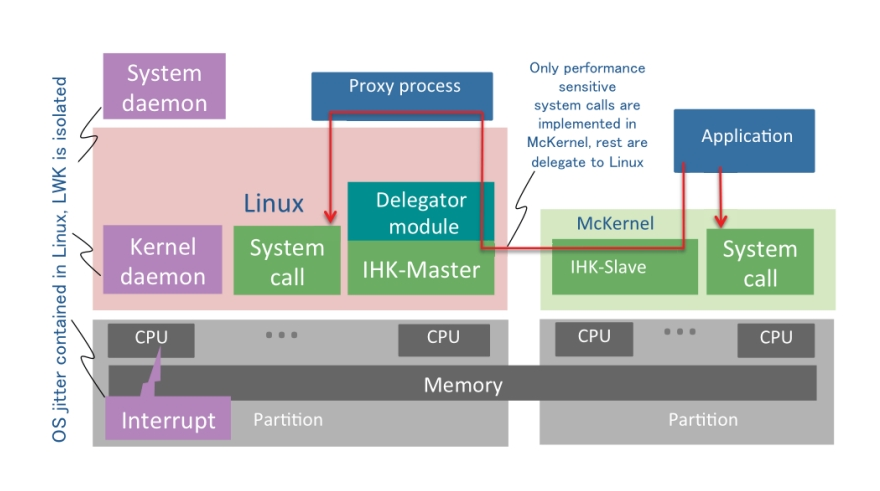 OS jitter contained in Linux, LWK is isolated
System
daemon
Proxy process
Only performance
sensitive
system calls are
implemented in
McKernel, rest are
delegate to Linux
Application
Linux
Delegator
module
McKernel
Kernel
daemon
System
call
IHK-Master
IHK-Slave
System
call
CPU
CPU
CPU
CPU
Memory
Interrupt
Partition
Partition